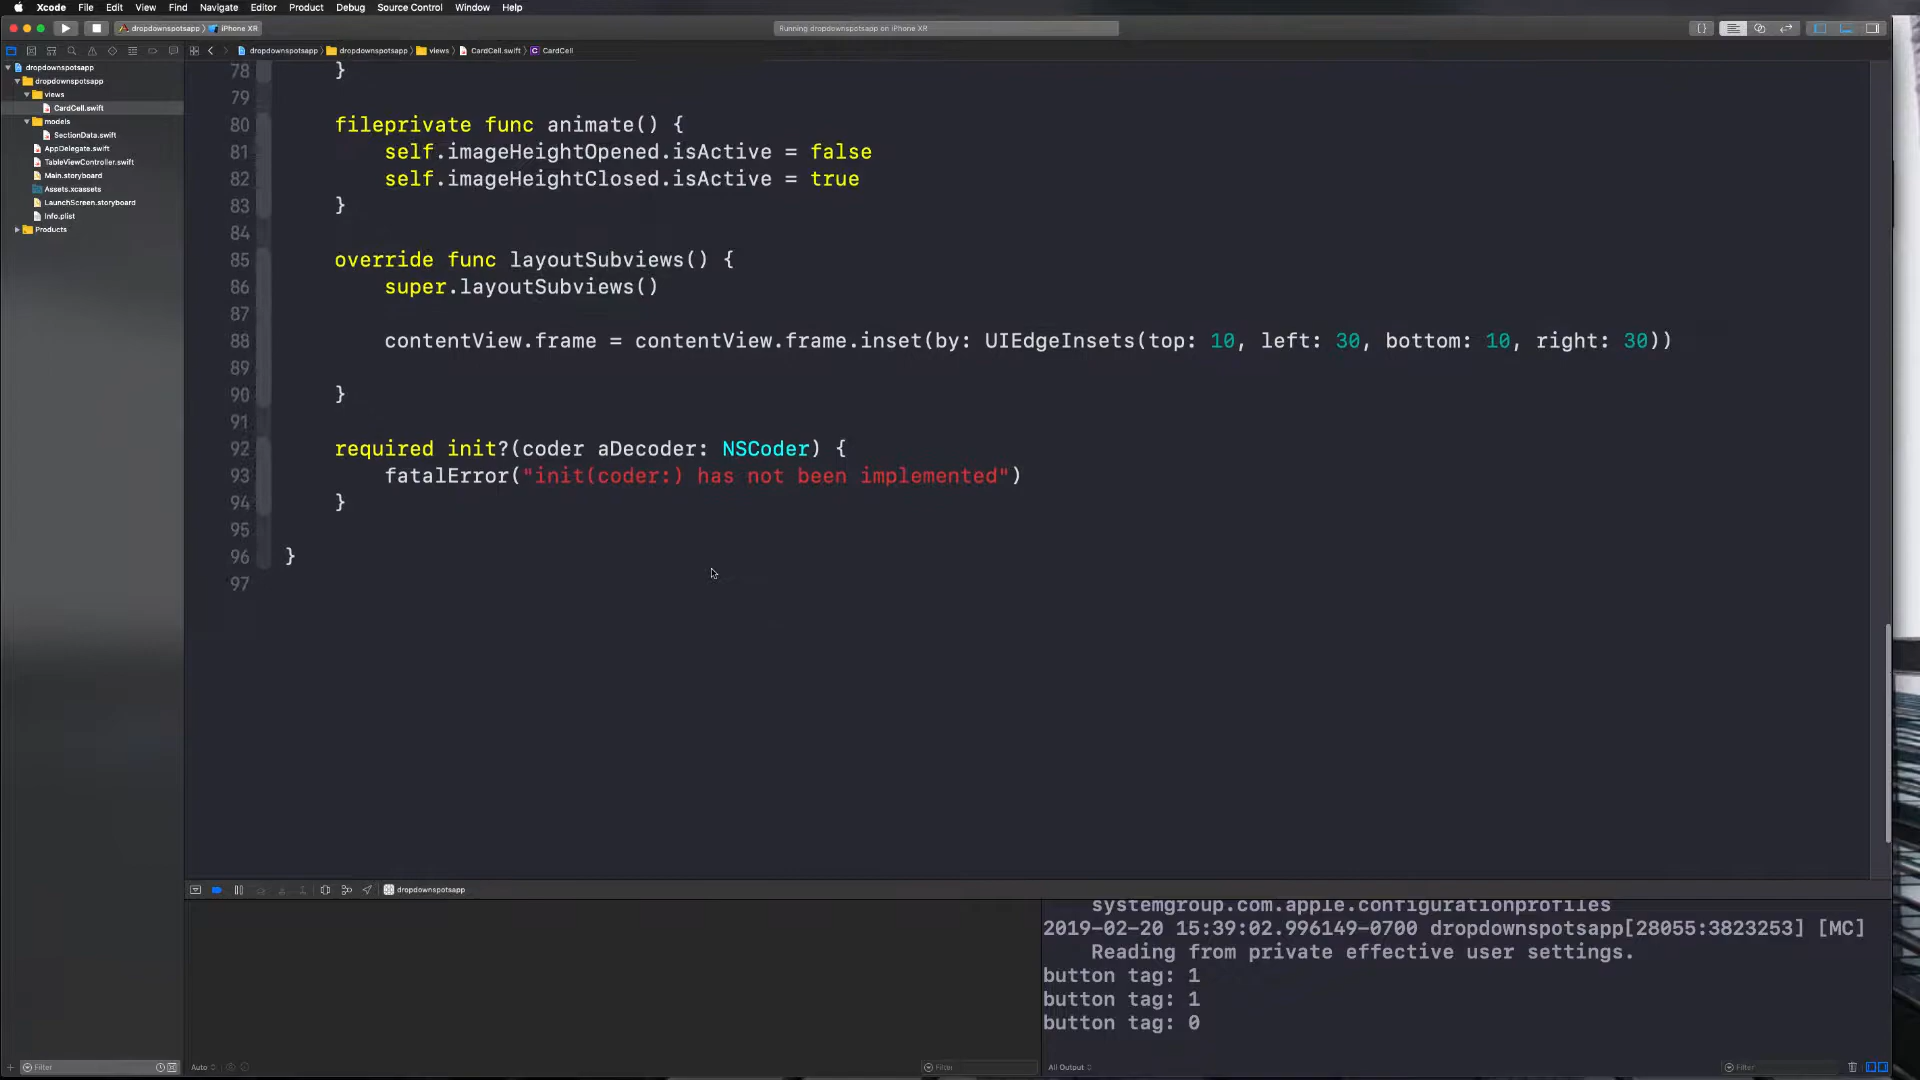 Xcode File Edit View Find Navigate Editor Product Debug Source Control Window Help
dropdownspotsapp iPhone XR
Running dropdownspotsapp on iPhone XR
dropdownspotsapp dropdownspotsapp views CardCell.swift C CardCell
dropdownspotsapp
dropdownspotsapp
views
CardCell.swift
models
SectionData.swift
AppDelegate.swift
TableViewController.swift
Main.storyboard
Assets.xcassets
LaunchScreen.storyboard
Info.plist
Products
78 }
79
80 fileprivate func animate() {
81 self.imageHeightOpened.isActive = false
82 self.imageHeightClosed.isActive = true
83 }
84
85 override func layoutSubviews() {
86 super.layoutSubviews()
87
88 contentView.frame = contentView.frame.inset(by: UIEdgeInsets(top: 10, left: 30, bottom: 10, right: 30))
89
90 }
91
92 required init?(coder aDecoder: NSCoder) {
93 fatalError("init(coder:) has not been implemented")
94 }
95
96 }
97
dropdownspotsapp
systemgroup.com.apple.configurationprofiles
2019-02-20 15:39:02.996149-0700 dropdownspotsapp[28055:3823253] [MC]
Reading from private effective user settings.
button tag: 1
button tag: 1
button tag: 0
Filter
Auto
Filter
All Output
Filter